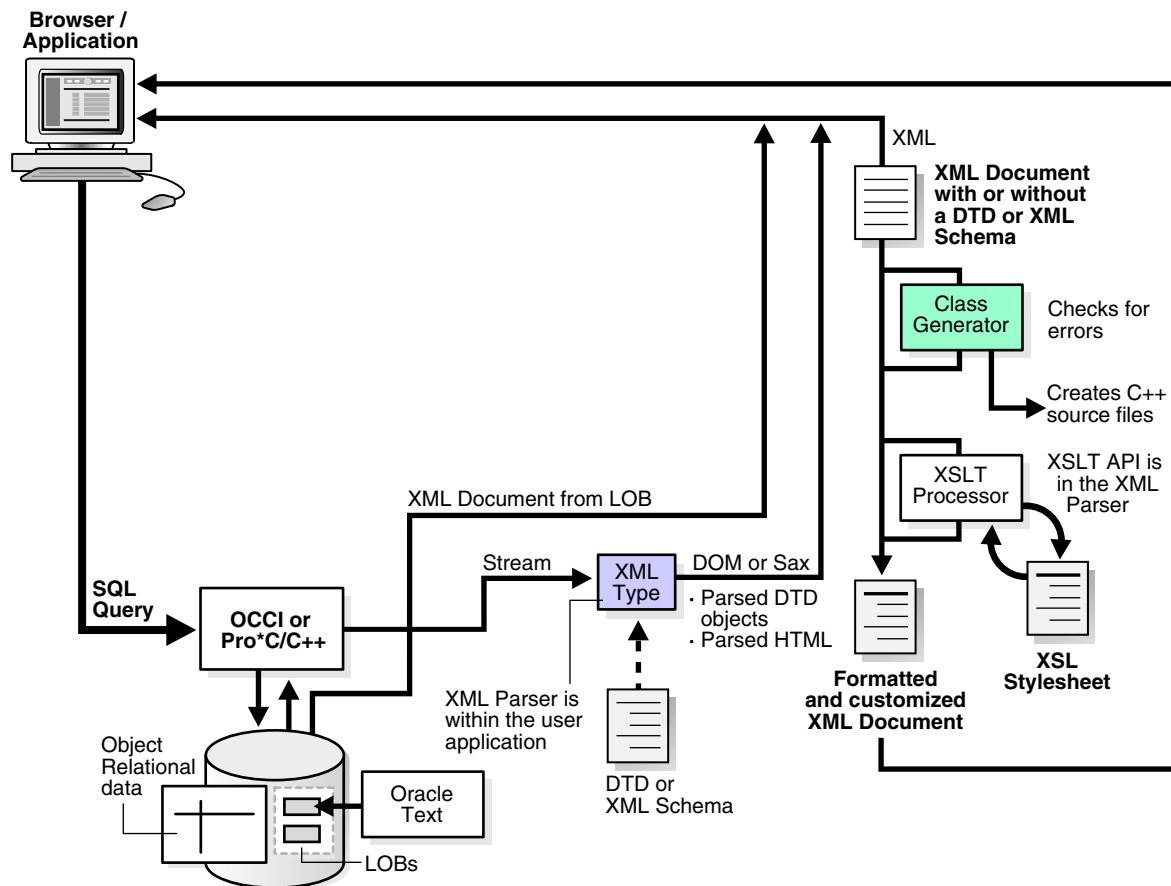 Browser /
Application
XML
XML Document
with or without
a DTD or XML
Schema
Class
Generator
Checks for
errors
Creates C++
source files
XSLT
Processor
XSLT API is
in the XML
Parser
XML Document from LOB
Stream
XML
Type
DOM or Sax
· Parsed DTD
objects
· Parsed HTML
SQL
Query
OCCI or
Pro*C/C++
XML Parser is
within the user
application
Formatted
and customized
XML Document
XSL
Stylesheet
Object
Relational
data
Oracle
Text
DTD or
XML Schema
LOBs